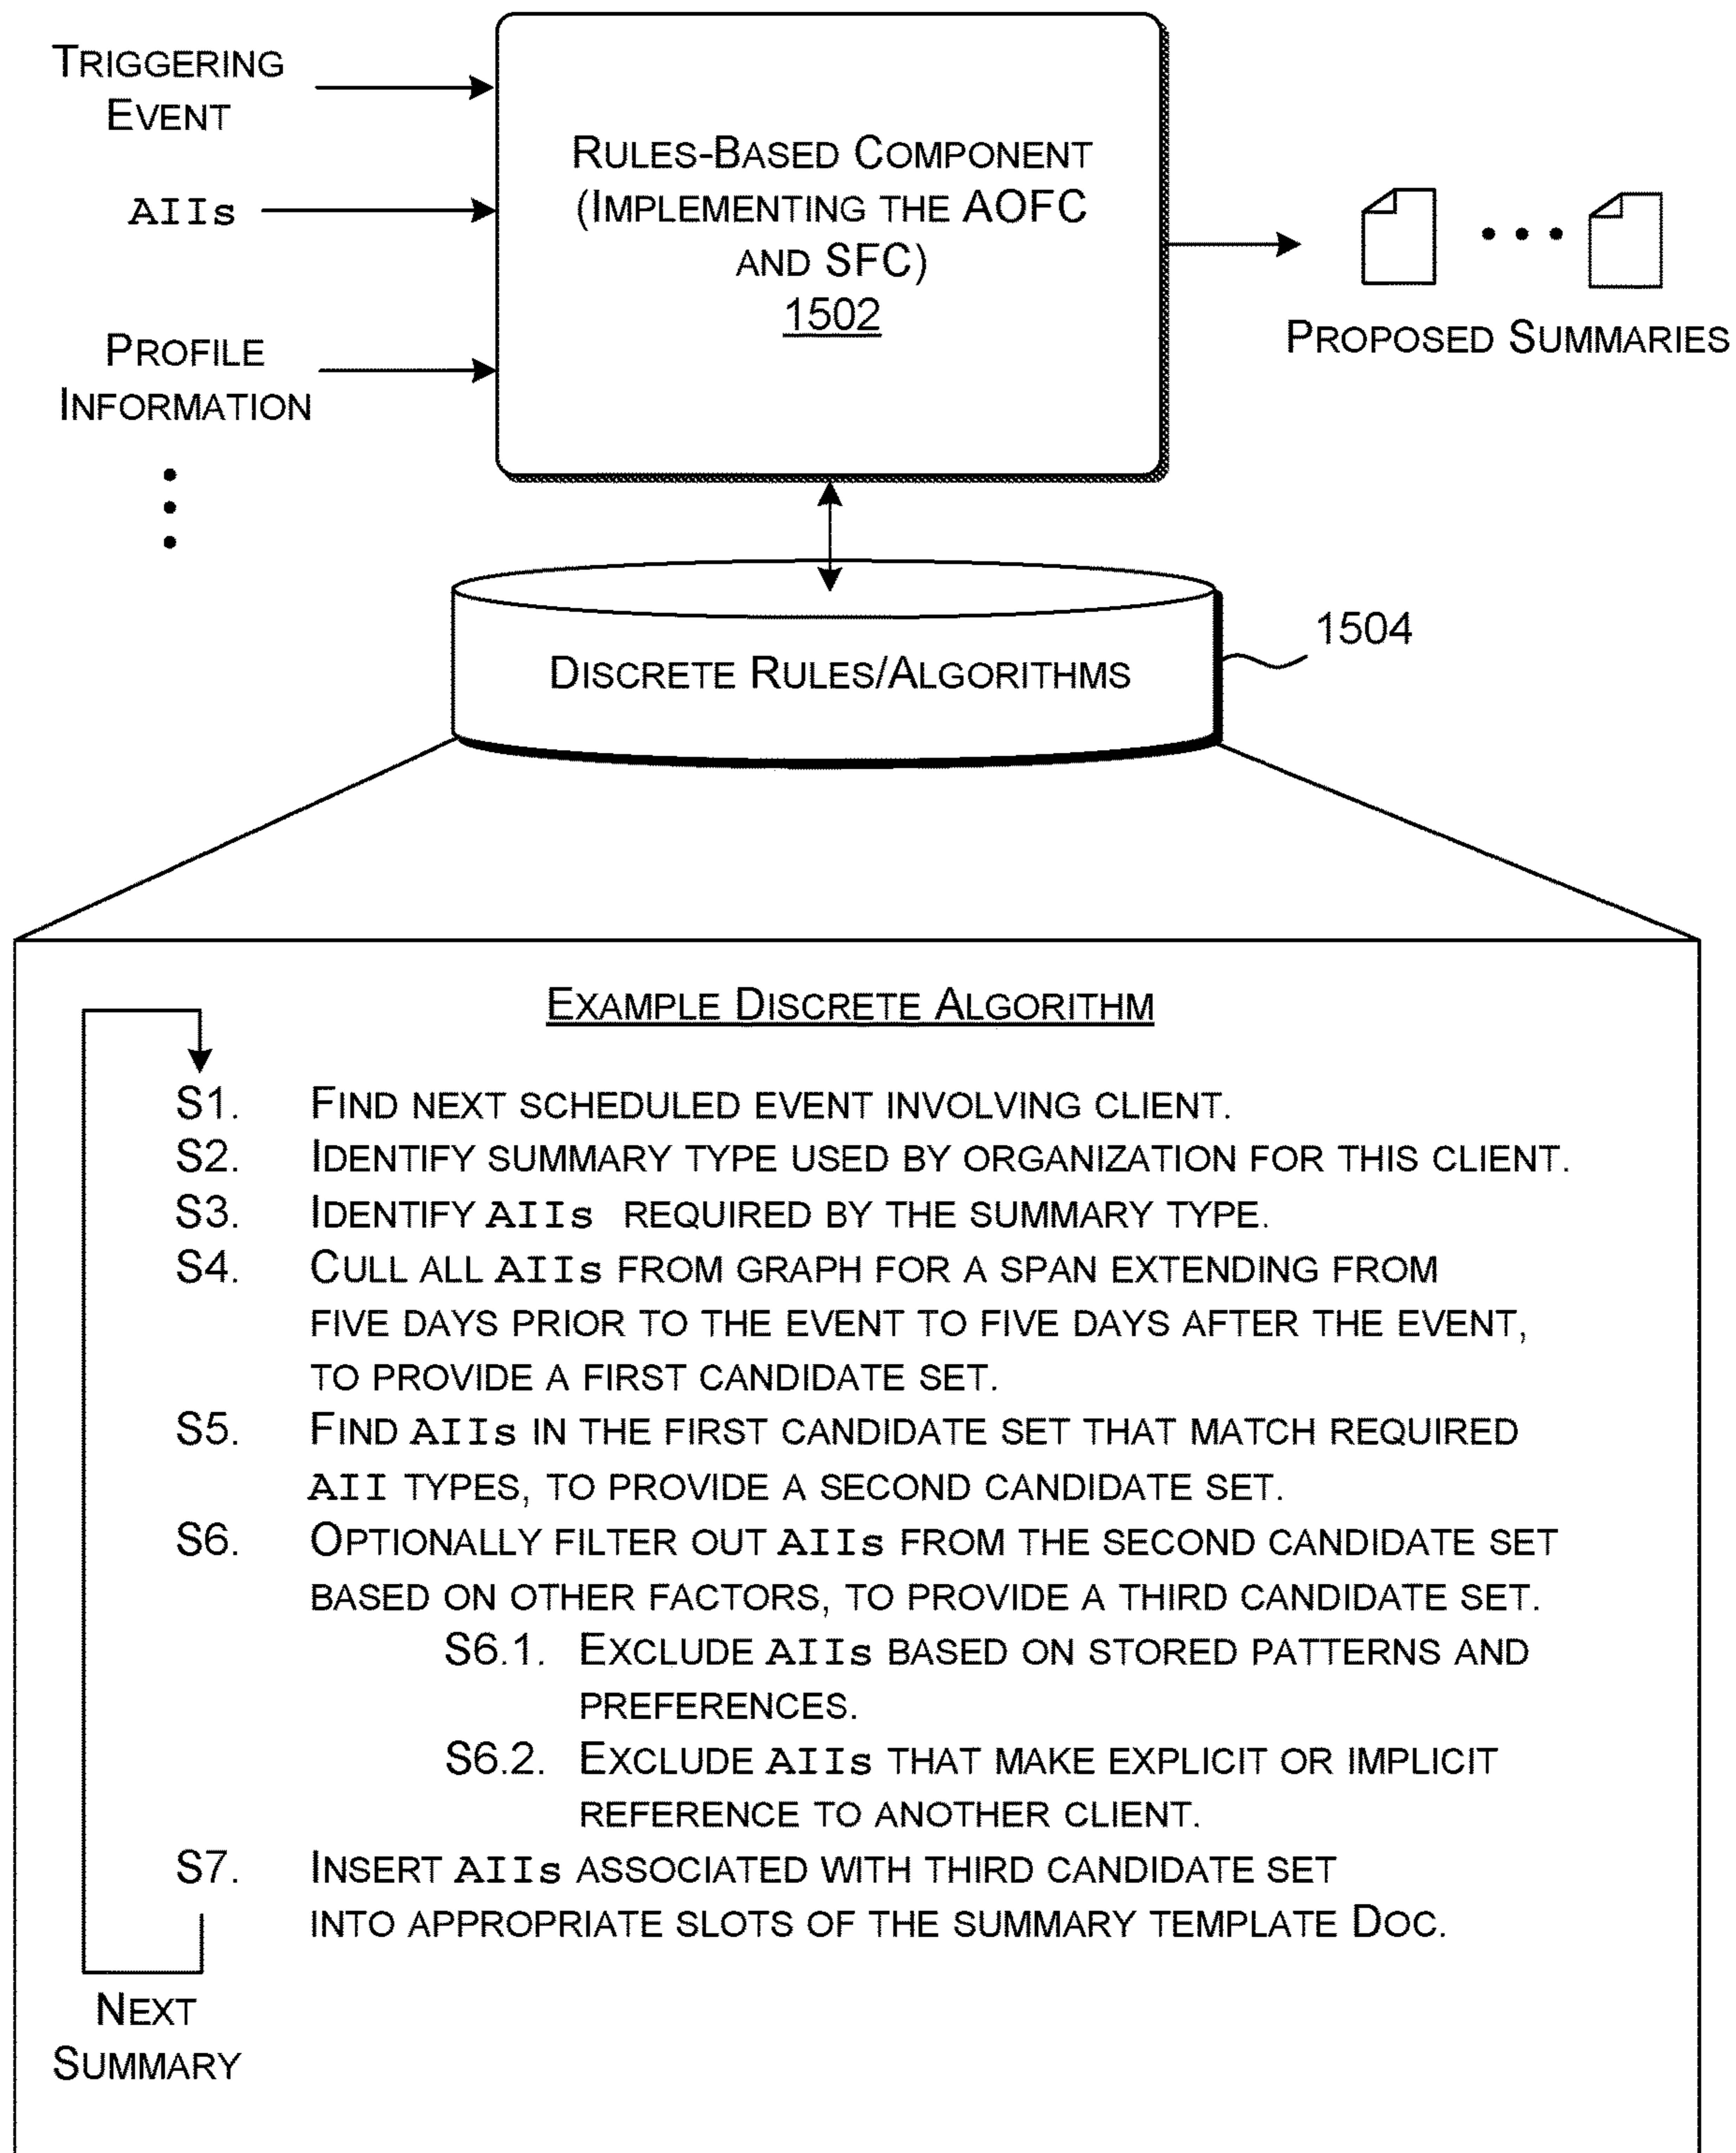 TRIGGERING
EVENT
AIIs
PROFILE
INFORMATION
RULES-BASED COMPONENT
(IMPLEMENTING THE AOFC
AND SFC)
1502
PROPOSED SUMMARIES
DISCRETE RULES/ALGORITHMS
1504
EXAMPLE DISCRETE ALGORITHM
S1. FIND NEXT SCHEDULED EVENT INVOLVING CLIENT.
S2. IDENTIFY SUMMARY TYPE USED BY ORGANIZATION FOR THIS CLIENT.
S3. IDENTIFY AIIs REQUIRED BY THE SUMMARY TYPE.
S4. CULL ALL AIIs FROM GRAPH FOR A SPAN EXTENDING FROM
FIVE DAYS PRIOR TO THE EVENT TO FIVE DAYS AFTER THE EVENT,
TO PROVIDE A FIRST CANDIDATE SET.
S5. FIND AIIs IN THE FIRST CANDIDATE SET THAT MATCH REQUIRED
AII TYPES, TO PROVIDE A SECOND CANDIDATE SET.
S6. OPTIONALLY FILTER OUT AIIs FROM THE SECOND CANDIDATE SET
BASED ON OTHER FACTORS, TO PROVIDE A THIRD CANDIDATE SET.
S6.1. EXCLUDE AIIs BASED ON STORED PATTERNS AND
PREFERENCES.
S6.2. EXCLUDE AIIs THAT MAKE EXPLICIT OR IMPLICIT
REFERENCE TO ANOTHER CLIENT.
S7. INSERT AIIs ASSOCIATED WITH THIRD CANDIDATE SET
INTO APPROPRIATE SLOTS OF THE SUMMARY TEMPLATE DOC.
NEXT
SUMMARY